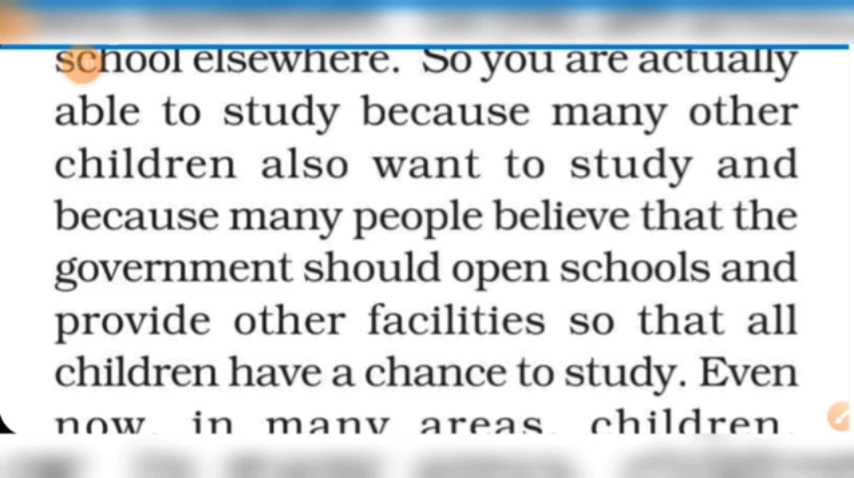 school elsewhere. So you are actually
able to study because many other
children also want to study and
because many people believe that the
government should open schools and
provide other facilities so that all
children have a chance to study. Even
now, in many areas, children,